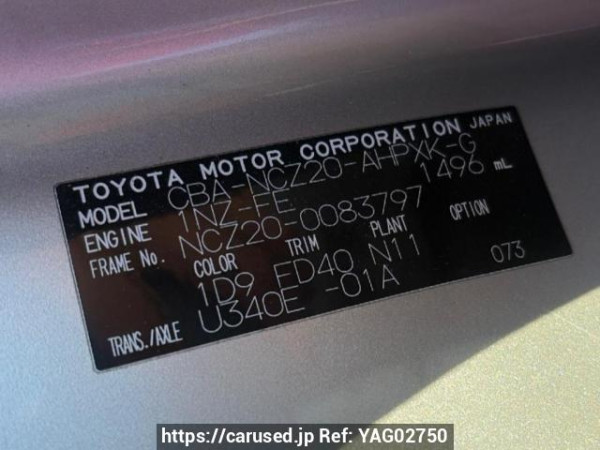 TOYOTA MOTOR CORPORATION JAPAN
MODEL CBA-NCZ20-AHPXK-G
ENGINE 1NZ-FE 1496 mL
FRAME No. NCZ20-0083797
COLOR TRIM PLANT OPTION
1D9 FD40 N11
TRANS./AXLE U340E -01A 073
https://carused.jp Ref: YAG02750